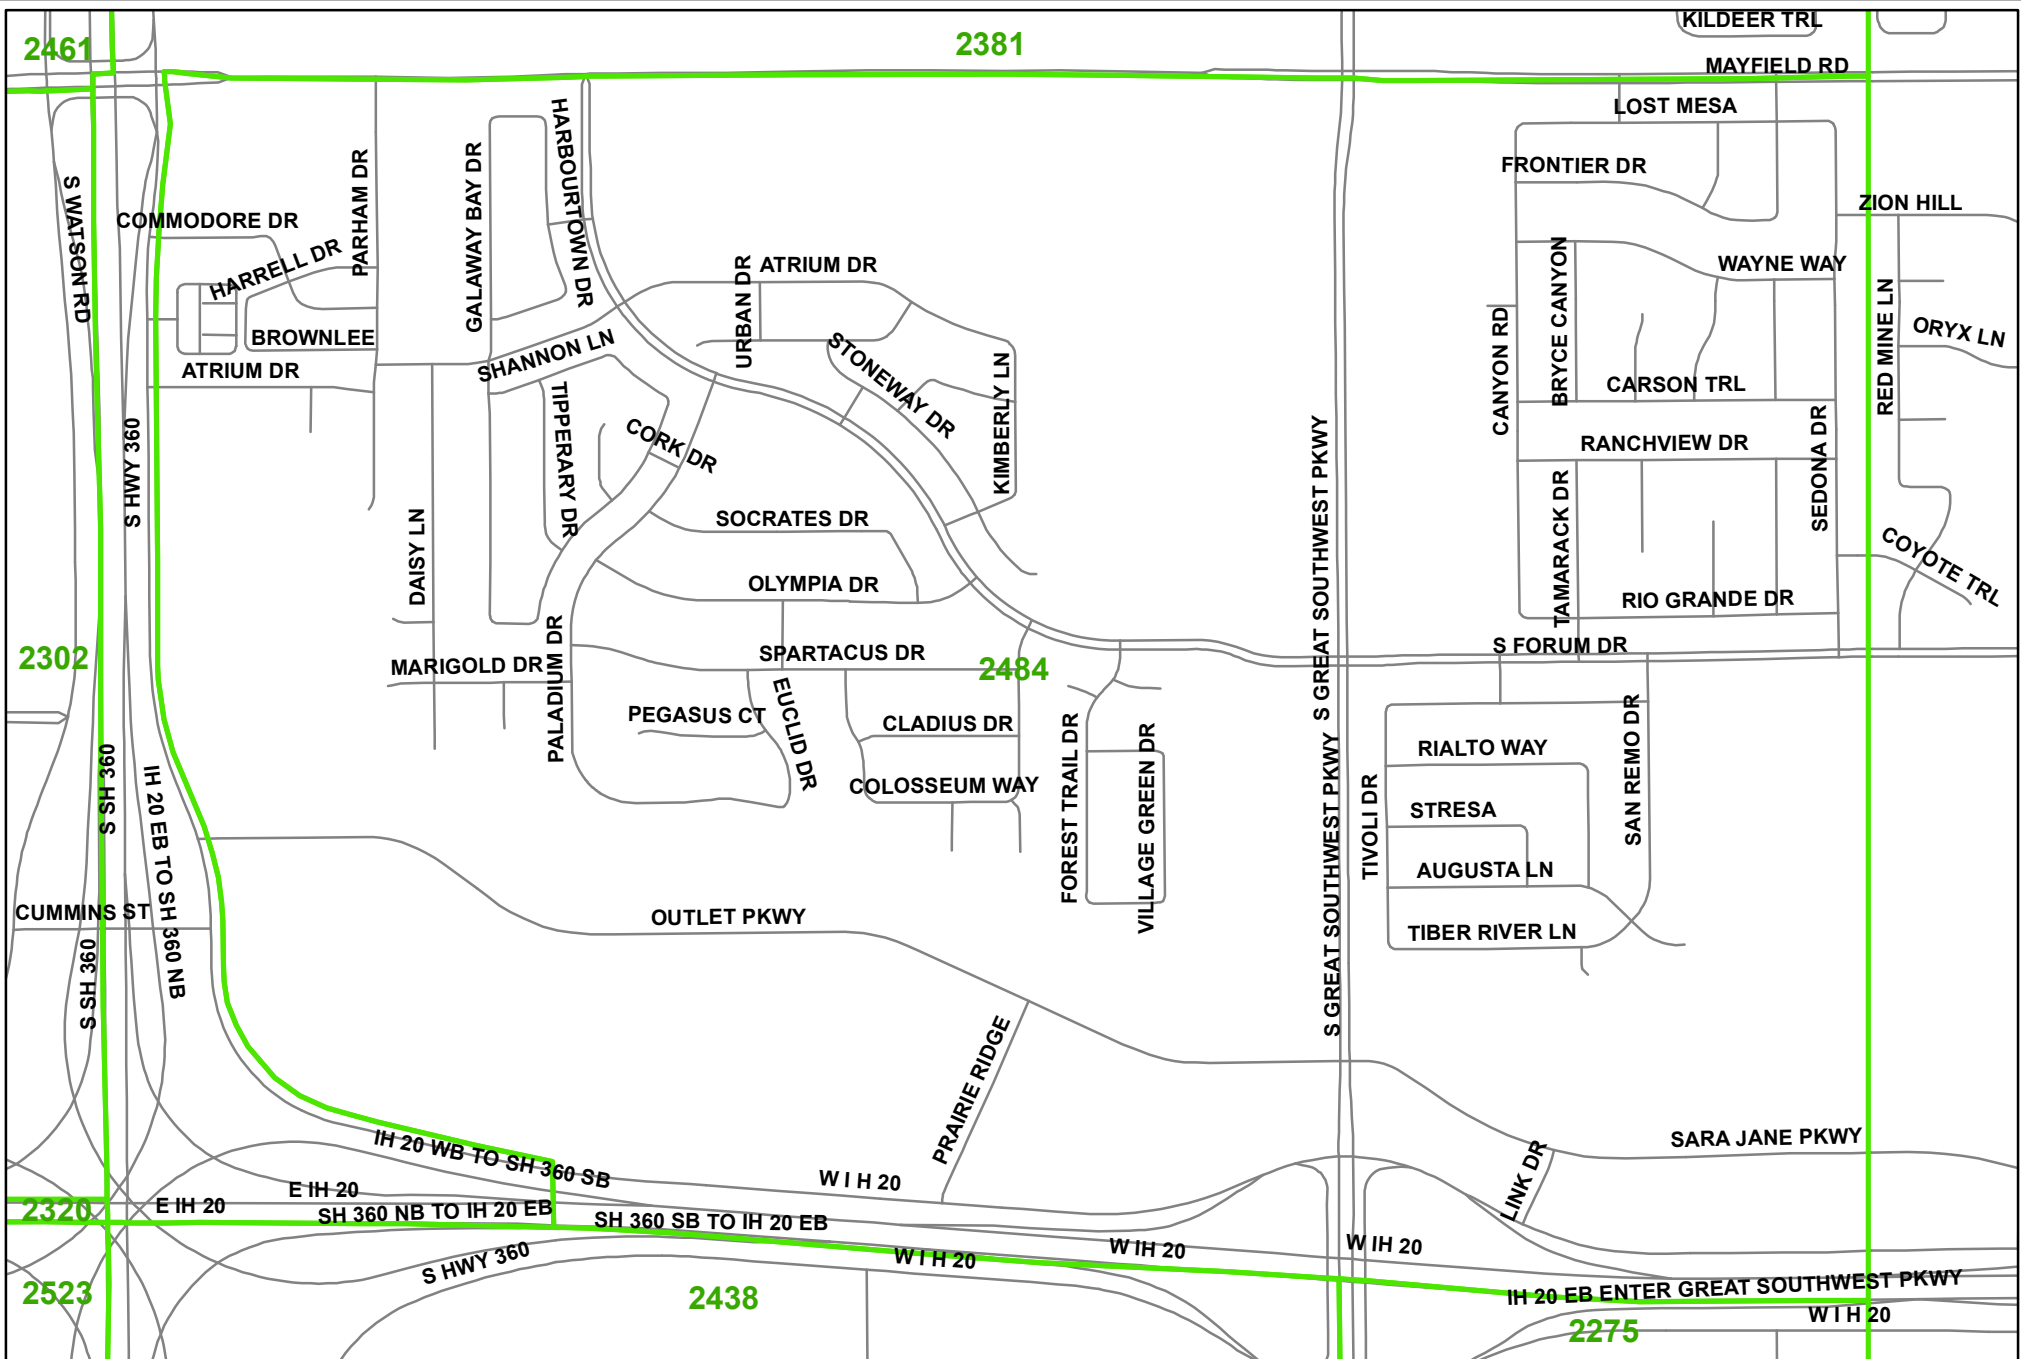 KILDEER TRL
2461
2381
MAYFIELD RD
LOST MESA
HARBOURTOWN DR
GALAWAY BAY DR
PARHAM DR
FRONTIER DR
S WATSON RD
COMMODORE DR
ZION HILL
HARRELL DR
ATRIUM DR
URBAN DR
WAYNE WAY
BRYCE CANYON
RED MINE LN
ORYX LN
BROWNLEE
SHANNON LN
STONEWAY DR
CANYON RD
ATRIUM DR
KIMBERLY LN
CARSON TRL
TIPPERARY DR
CORK DR
S HWY 360
S GREAT SOUTHWEST PKWY
RANCHVIEW DR
SEDONA DR
DAISY LN
SOCRATES DR
TAMARACK DR
COYOTE TRL
OLYMPIA DR
RIO GRANDE DR
2302
MARIGOLD DR
PALADIUM DR
SPARTACUS DR
2484
S FORUM DR
PEGASUS CT
EUCLID DR
CLADIUS DR
FOREST TRAIL DR
VILLAGE GREEN DR
S GREAT SOUTHWEST PKWY
SAN REMO DR
RIALTO WAY
S SH 360
IH 20 EB TO SH 360 NB
COLOSSEUM WAY
TIVOLI DR
STRESA
AUGUSTA LN
CUMMINS ST
OUTLET PKWY
TIBER RIVER LN
S SH 360
S GREAT SOUTHWEST PKWY
PRAIRIE RIDGE
IH 20 WB TO SH 360 SB
SARA JANE PKWY
LINK DR
W I H 20
E IH 20
E IH 20
2320
SH 360 NB TO IH 20 EB
SH 360 SB TO IH 20 EB
W IH 20
W IH 20
S HWY 360
W I H 20
IH 20 EB ENTER GREAT SOUTHWEST PKWY
2523
2438
2275
W I H 20